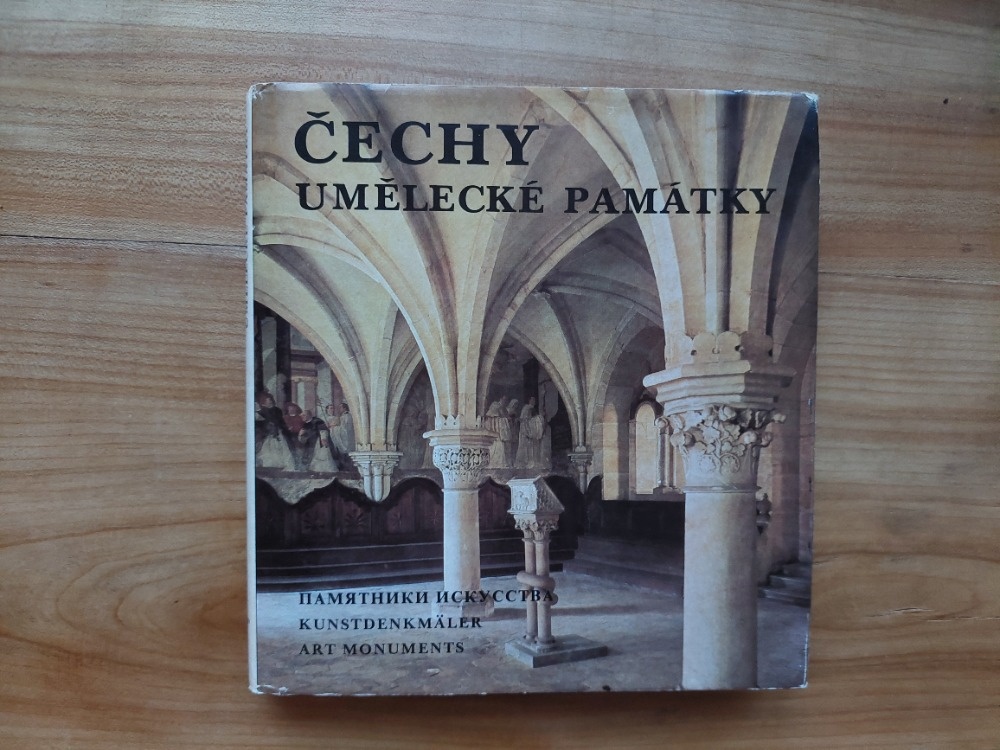 ČECHY
UMĚLECKÉ PAMÁTKY
ПАМЯТНИКИ ИСКУССТВА
KUNSTDENKMÄLER
ART MONUMENTS